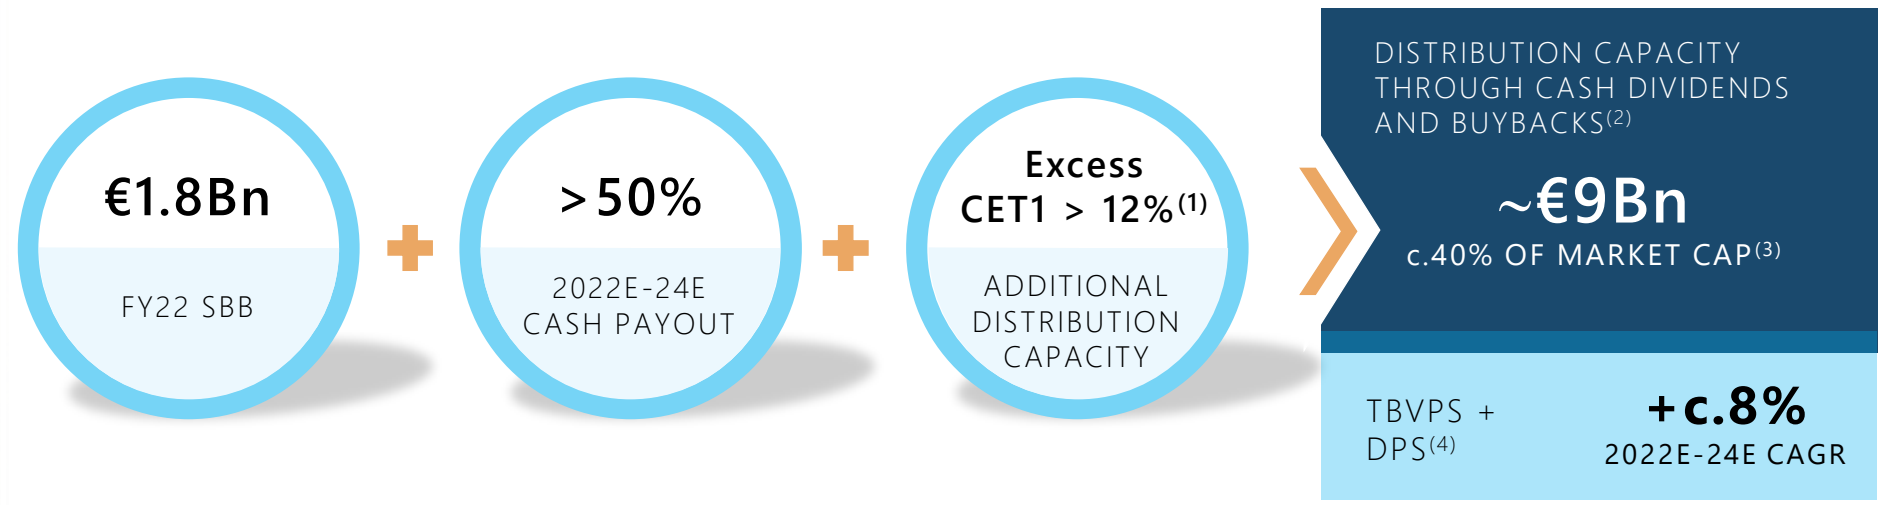 €1.8Bn
FY22 SBB
>50%
2022E-24E
CASH PAYOUT
Excess
CET1 > 12%(1)
ADDITIONAL
DISTRIBUTION
CAPACITY
DISTRIBUTION CAPACITY
THROUGH CASH DIVIDENDS
AND BUYBACKS(2)
~€9Bn
c.40% OF MARKET CAP(3)
TBVPS +
DPS(4)
+c.8%
2022E-24E CAGR